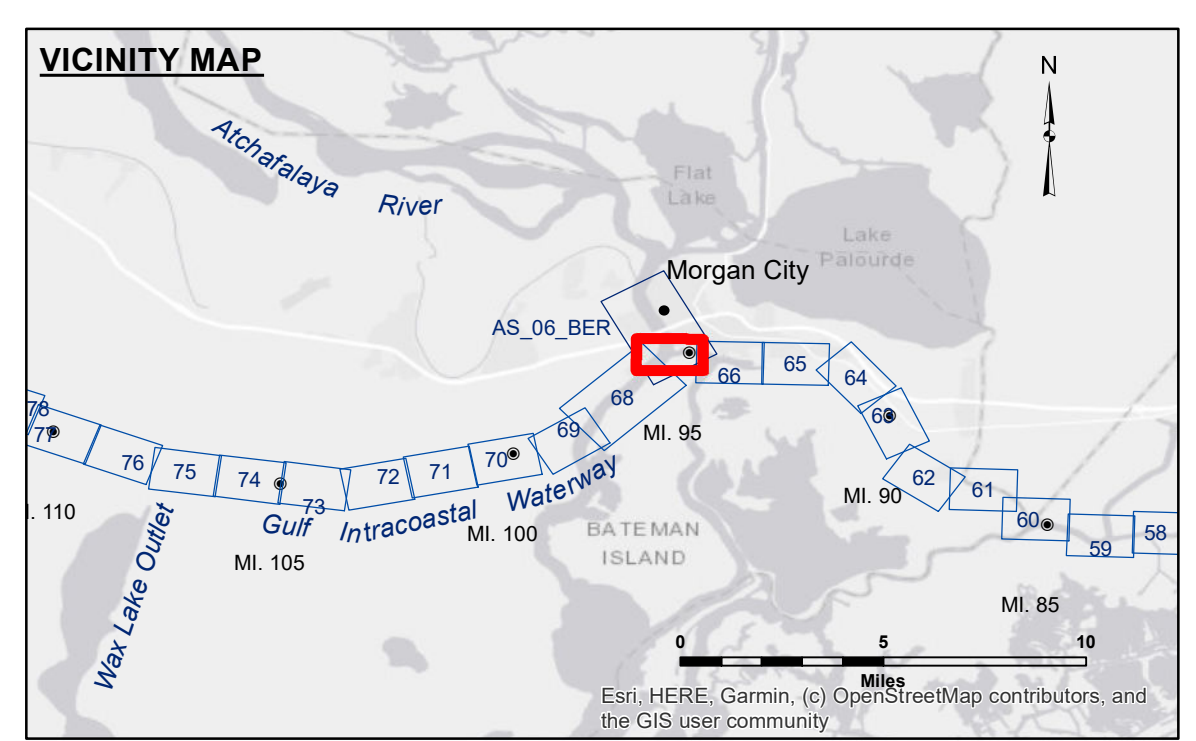 VICINITY MAP
N
Atchafalaya
River
Flat
Lake
Lake
Palourde
Morgan City
AS_06_BER
66
65
64
68
63
MI. 95
69
78
77
76
75
74
73
72
71
70
62
61
60
59
58
MI. 90
Waterway
Intracoastal
Gulf
MI. 100
I. 110
MI. 105
Wax Lake Outlet
BATEMAN
ISLAND
MI. 85
0 5 10
Miles
Esri, HERE, Garmin, (c) OpenStreetMap contributors, and
the GIS user community